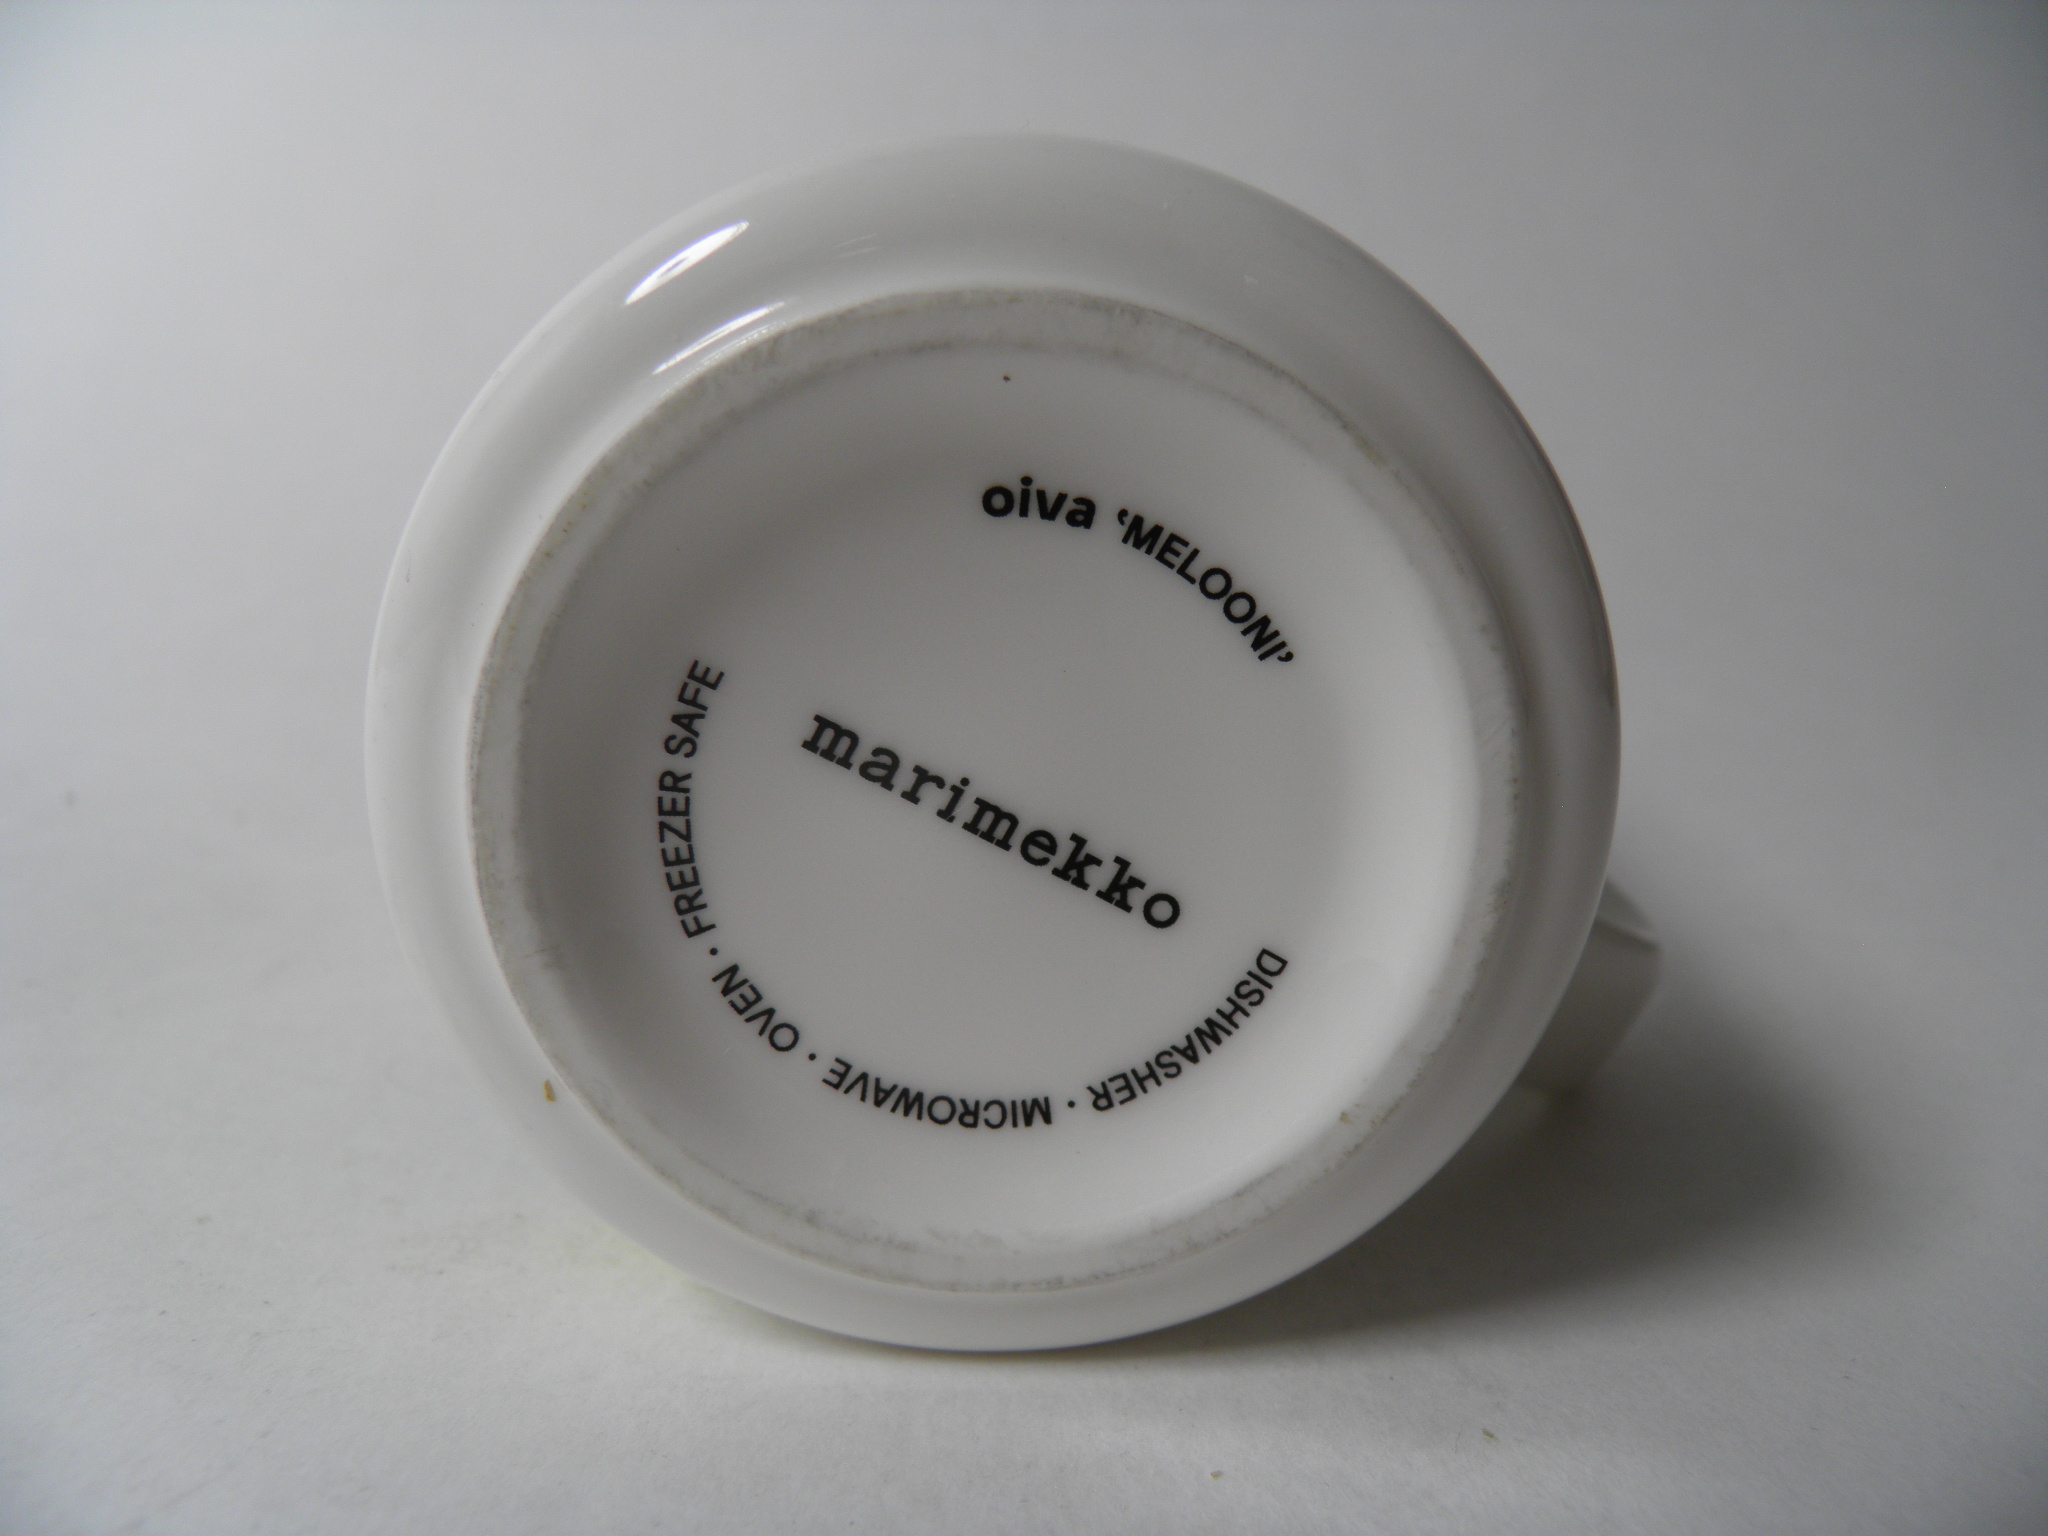 oiva ‘MELOONI’
marimekko
DISHWASHER · MICROWAVE · OVEN · FREEZER SAFE